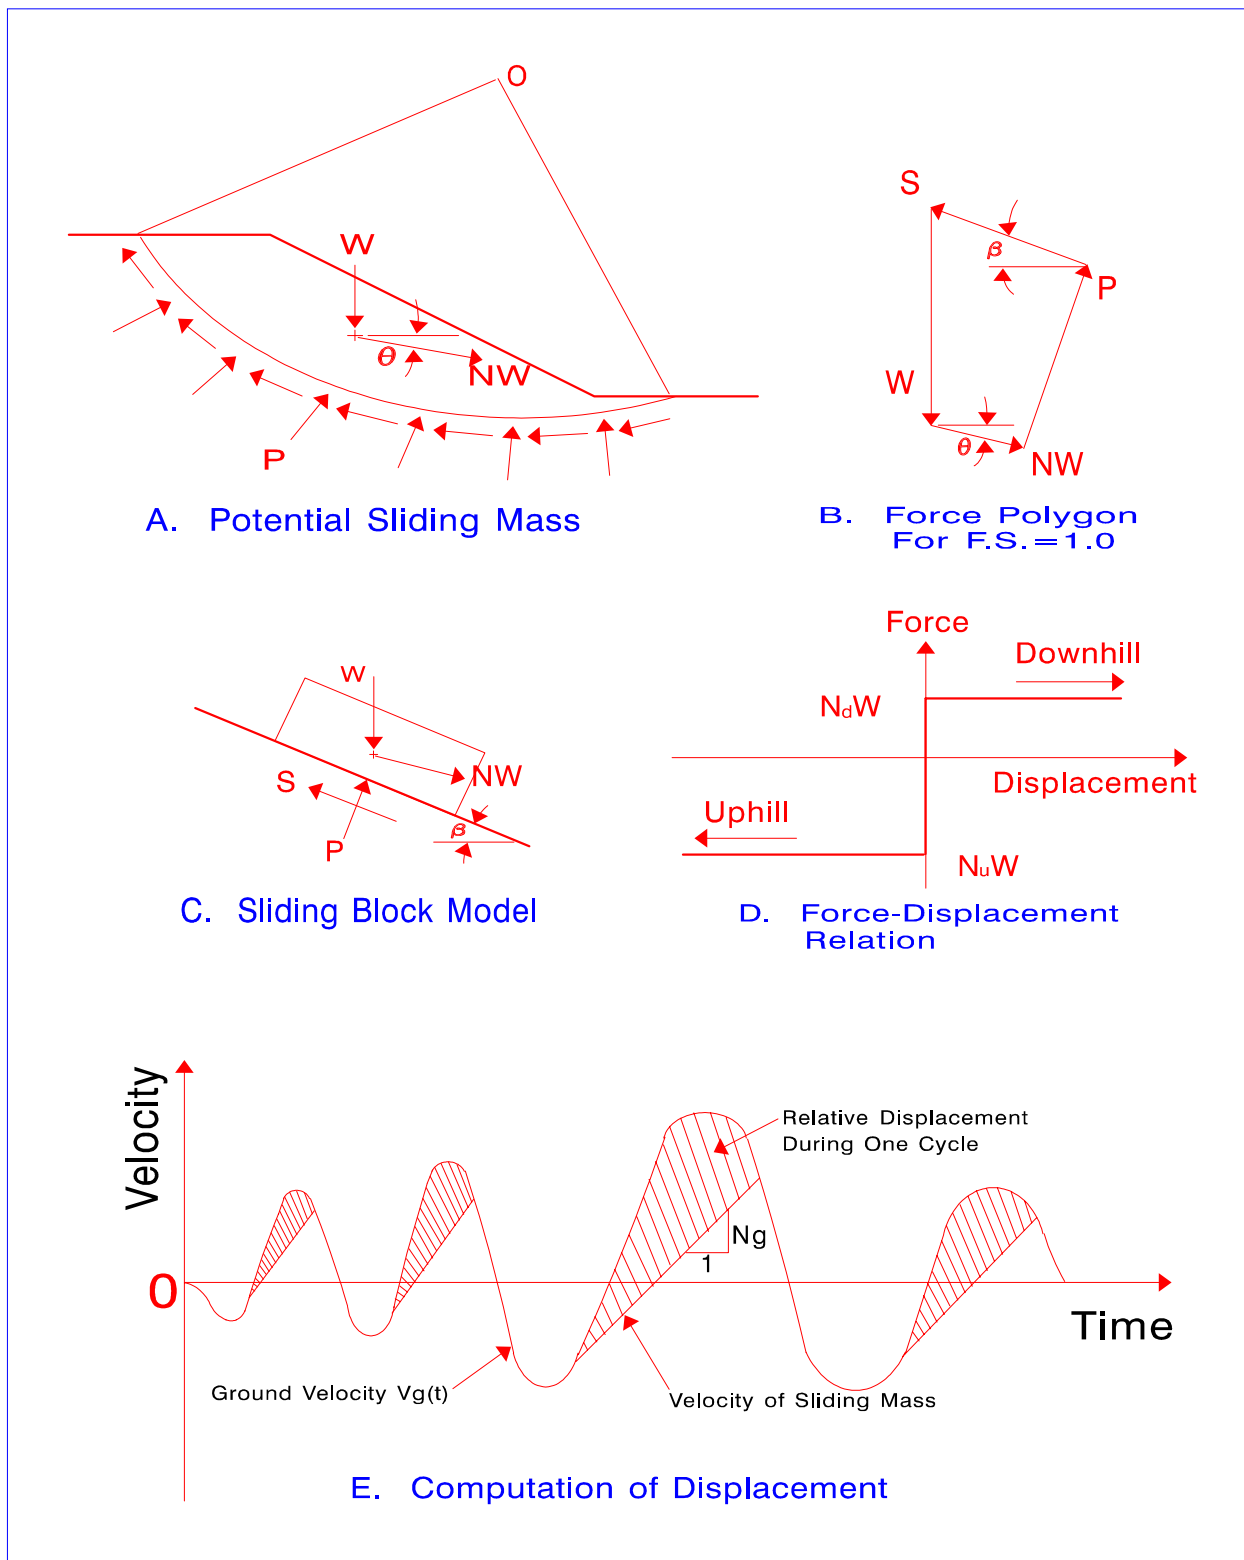 O
W
θ
NW
P
A. Potential Sliding Mass
S
β
P
W
θ
NW
B. Force Polygon
For F.S.=1.0
W
S
NW
P
β
C. Sliding Block Model
Force
Downhill
NdW
Displacement
Uphill
NuW
D. Force-Displacement
Relation
Velocity
Relative Displacement
During One Cycle
Ng
1
0
Time
Ground Velocity Vg(t)
Velocity of Sliding Mass
E. Computation of Displacement